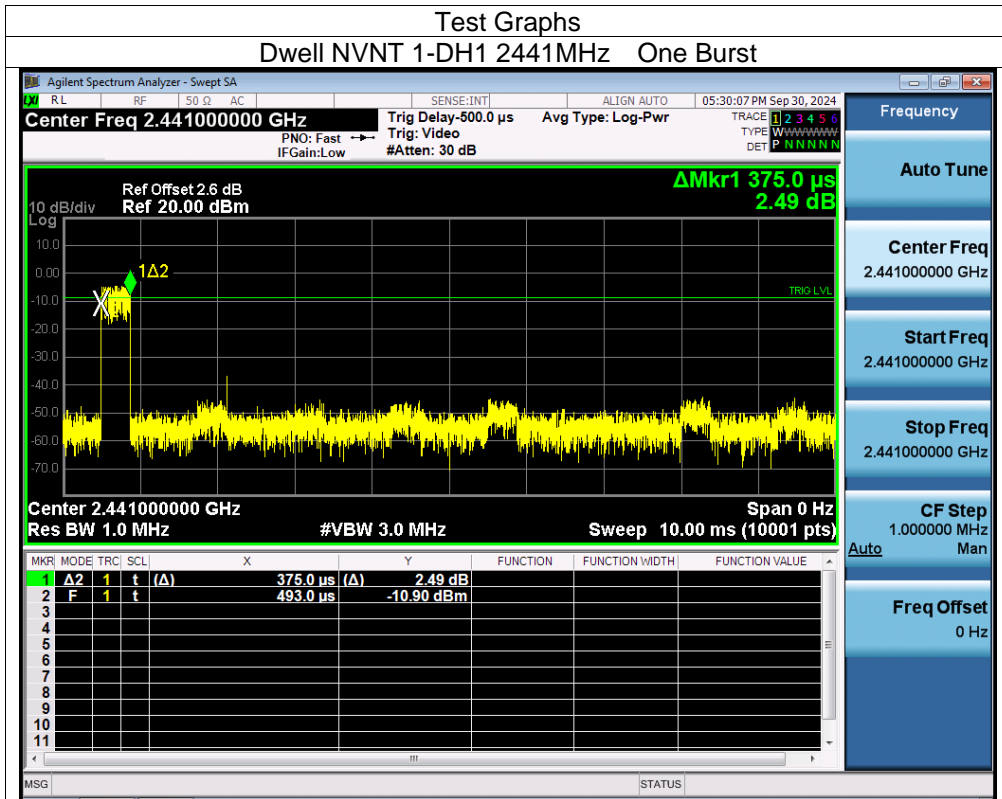 Test Graphs
Dwell NVNT 1-DH1 2441MHz One Burst
Agilent Spectrum Analyzer - Swept SA
LXI RL RF 50 Ω AC SENSE:INT ALIGN AUTO 05:30:07 PM Sep 30, 2024
Center Freq 2.441000000 GHz Trig Delay-500.0 µs Avg Type: Log-Pwr TRACE 1 2 3 4 5 6
PNO: Fast Trig: Video TYPE WWWWWW
IFGain:Low #Atten: 30 dB DET P N N N N N
Frequency
Auto Tune
Center Freq
2.441000000 GHz
Start Freq
2.441000000 GHz
Stop Freq
2.441000000 GHz
CF Step
1.000000 MHz
Auto Man
Freq Offset
0 Hz
ΔMkr1 375.0 µs
2.49 dB
Ref Offset 2.6 dB
10 dB/div Ref 20.00 dBm
Log
10.0
0.00
-10.0
-20.0
-30.0
-40.0
-50.0
-60.0
-70.0
1Δ2
TRIG LVL
Center 2.441000000 GHz Span 0 Hz
Res BW 1.0 MHz #VBW 3.0 MHz Sweep 10.00 ms (10001 pts)
MKR MODE TRC SCL X Y FUNCTION FUNCTION WIDTH FUNCTION VALUE
1 Δ2 1 t (Δ) 375.0 µs (Δ) 2.49 dB
2 F 1 t 493.0 µs -10.90 dBm
3
4
5
6
7
8
9
10
11
MSG STATUS